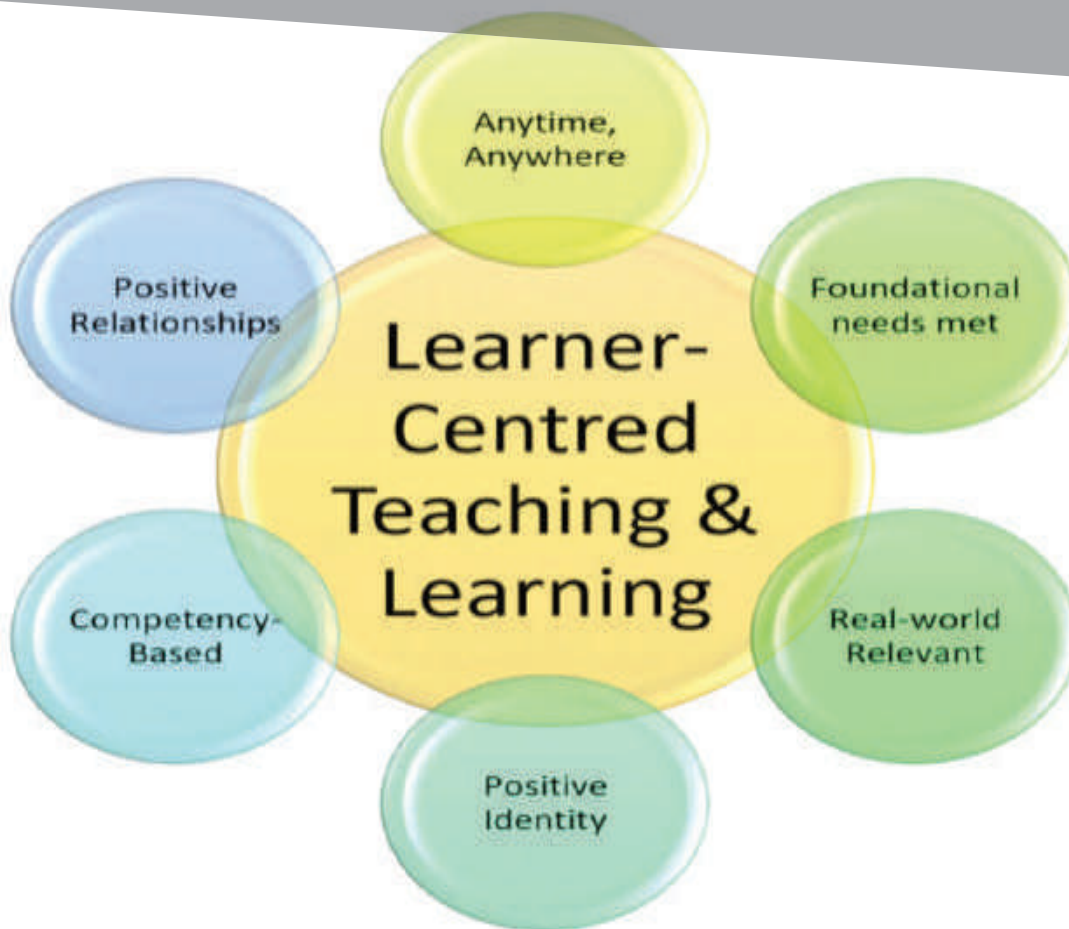 Anytime,
Anywhere
Foundational
needs met
Real-world
Relevant
Positive
Identity
Competency-
Based
Positive
Relationships
Learner-
Centred
Teaching &
Learning